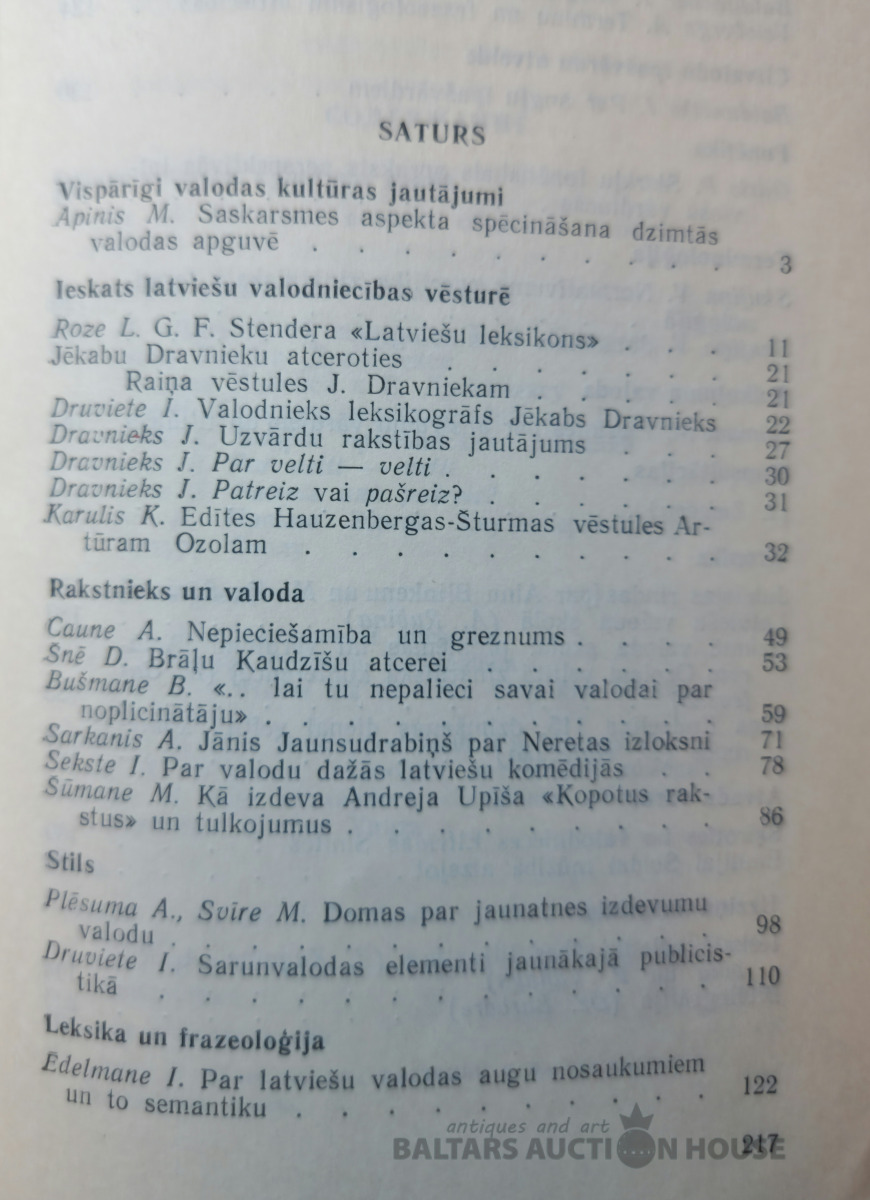 SATURS
Vispārīgi valodas kultūras jautājumi
Apinis M. Saskarsmes aspekta spēcināšana dzimtās
valodas apguvē . . . . . . . . . 3
Ieskats latviešu valodniecības vēsturē
Roze L. G. F. Stendera «Latviešu leksikons» . . . 11
Jēkabu Dravnieku atceroties . . . . . . . 21
Raiņa vēstules J. Dravniekam . . . . . 21
Druviete I. Valodnieks leksikogrāfs Jēkabs Dravnieks 22
Dravnieks J. Uzvārdu rakstības jautājums . . . 27
Dravnieks J. Par velti — velti . . . . . . . 30
Dravnieks J. Patreiz vai pašreiz? . . . . . . 31
Karulis K. Edītes Hauzenbergas-Šturmas vēstules Ar-
tūram Ozolam . . . . . . . . . . 32
Rakstnieks un valoda
Caune A. Nepieciešamība un greznums . . . . 49
Snē D. Brāļu Kaudzīšu atcerei . . . . . . 53
Bušmane B. «.. lai tu nepalieci savai valodai par
noplicinātāju» . . . . . . . . . . . 59
Sarkanis A. Jānis Jaunsudrabiņš par Neretas izloksni 71
Sekste I. Par valodu dažās latviešu komēdijās . . 78
Šūmane M. Kā izdeva Andreja Upīša «Kopotus rak-
stus» un tulkojumus . . . . . . . . . 86
Stils
Plēsuma A., Svīre M. Domas par jaunatnes izdevumu
valodu . . . . . . . . . . . . . 98
Druviete I. Sarunvalodas elementi jaunākajā publicis-
tikā . . . . . . . . . . . . . 110
Leksika un frazeoloģija
Ēdelmane I. Par latviešu valodas augu nosaukumiem
un to semantiku . . . . . . . . . . 122
217
antiques and art
BALTARS AUCTION HOUSE